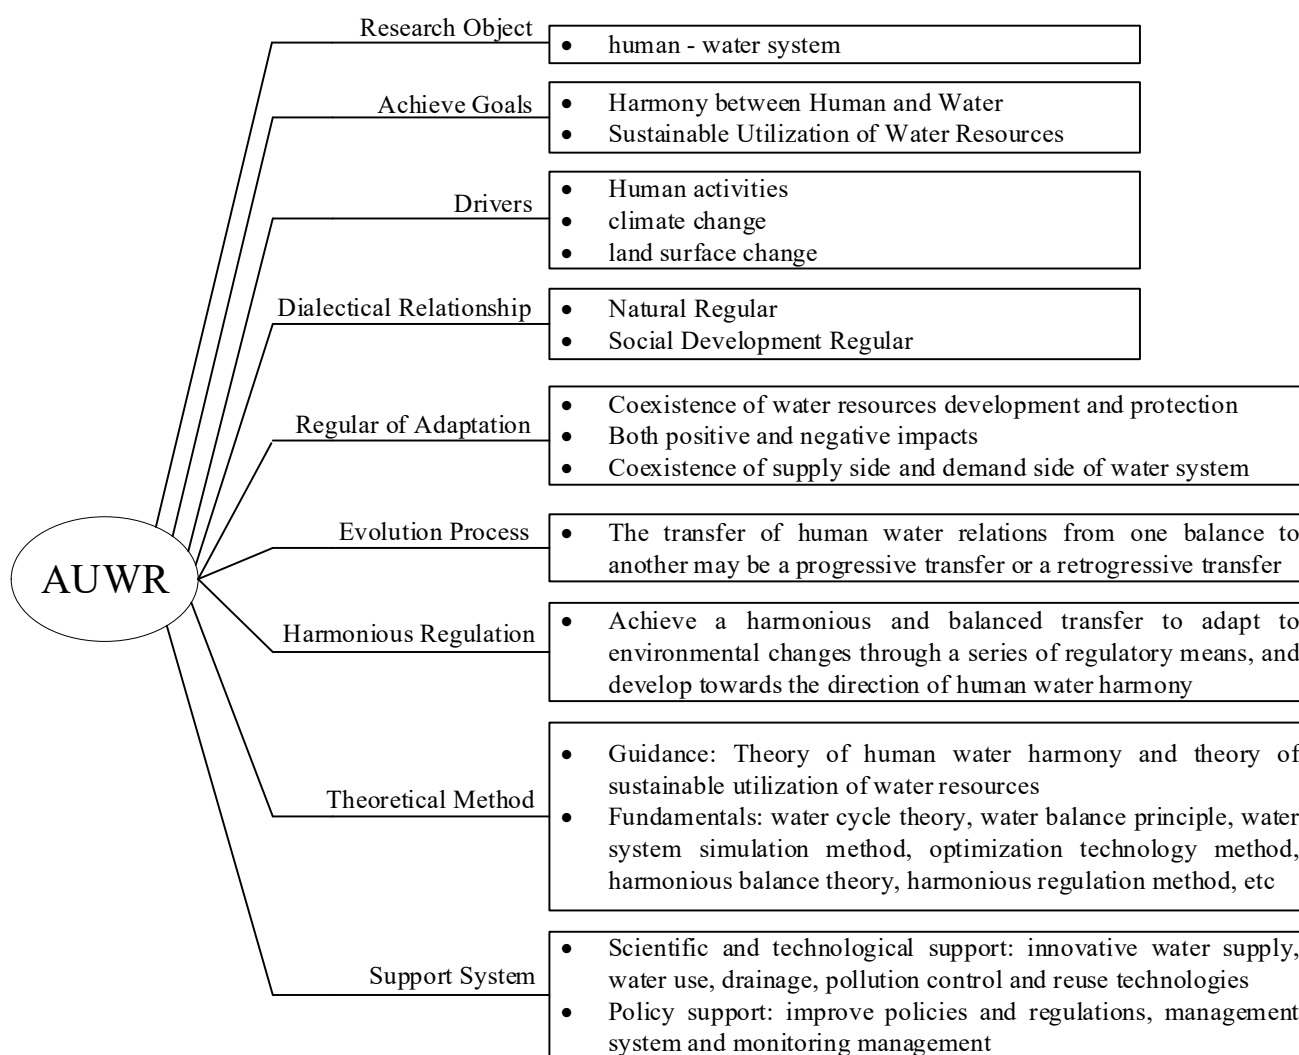 Research Object
• human - water system
Achieve Goals
• Harmony between Human and Water
• Sustainable Utilization of Water Resources
Drivers
• Human activities
• climate change
• land surface change
Dialectical Relationship
• Natural Regular
• Social Development Regular
Regular of Adaptation
• Coexistence of water resources development and protection
• Both positive and negative impacts
• Coexistence of supply side and demand side of water system
AUWR
Evolution Process
• The transfer of human water relations from one balance to
another may be a progressive transfer or a retrogressive transfer
Harmonious Regulation
• Achieve a harmonious and balanced transfer to adapt to
environmental changes through a series of regulatory means, and
develop towards the direction of human water harmony
Theoretical Method
• Guidance: Theory of human water harmony and theory of
sustainable utilization of water resources
• Fundamentals: water cycle theory, water balance principle, water
system simulation method, optimization technology method,
harmonious balance theory, harmonious regulation method, etc
Support System
• Scientific and technological support: innovative water supply,
water use, drainage, pollution control and reuse technologies
• Policy support: improve policies and regulations, management
system and monitoring management